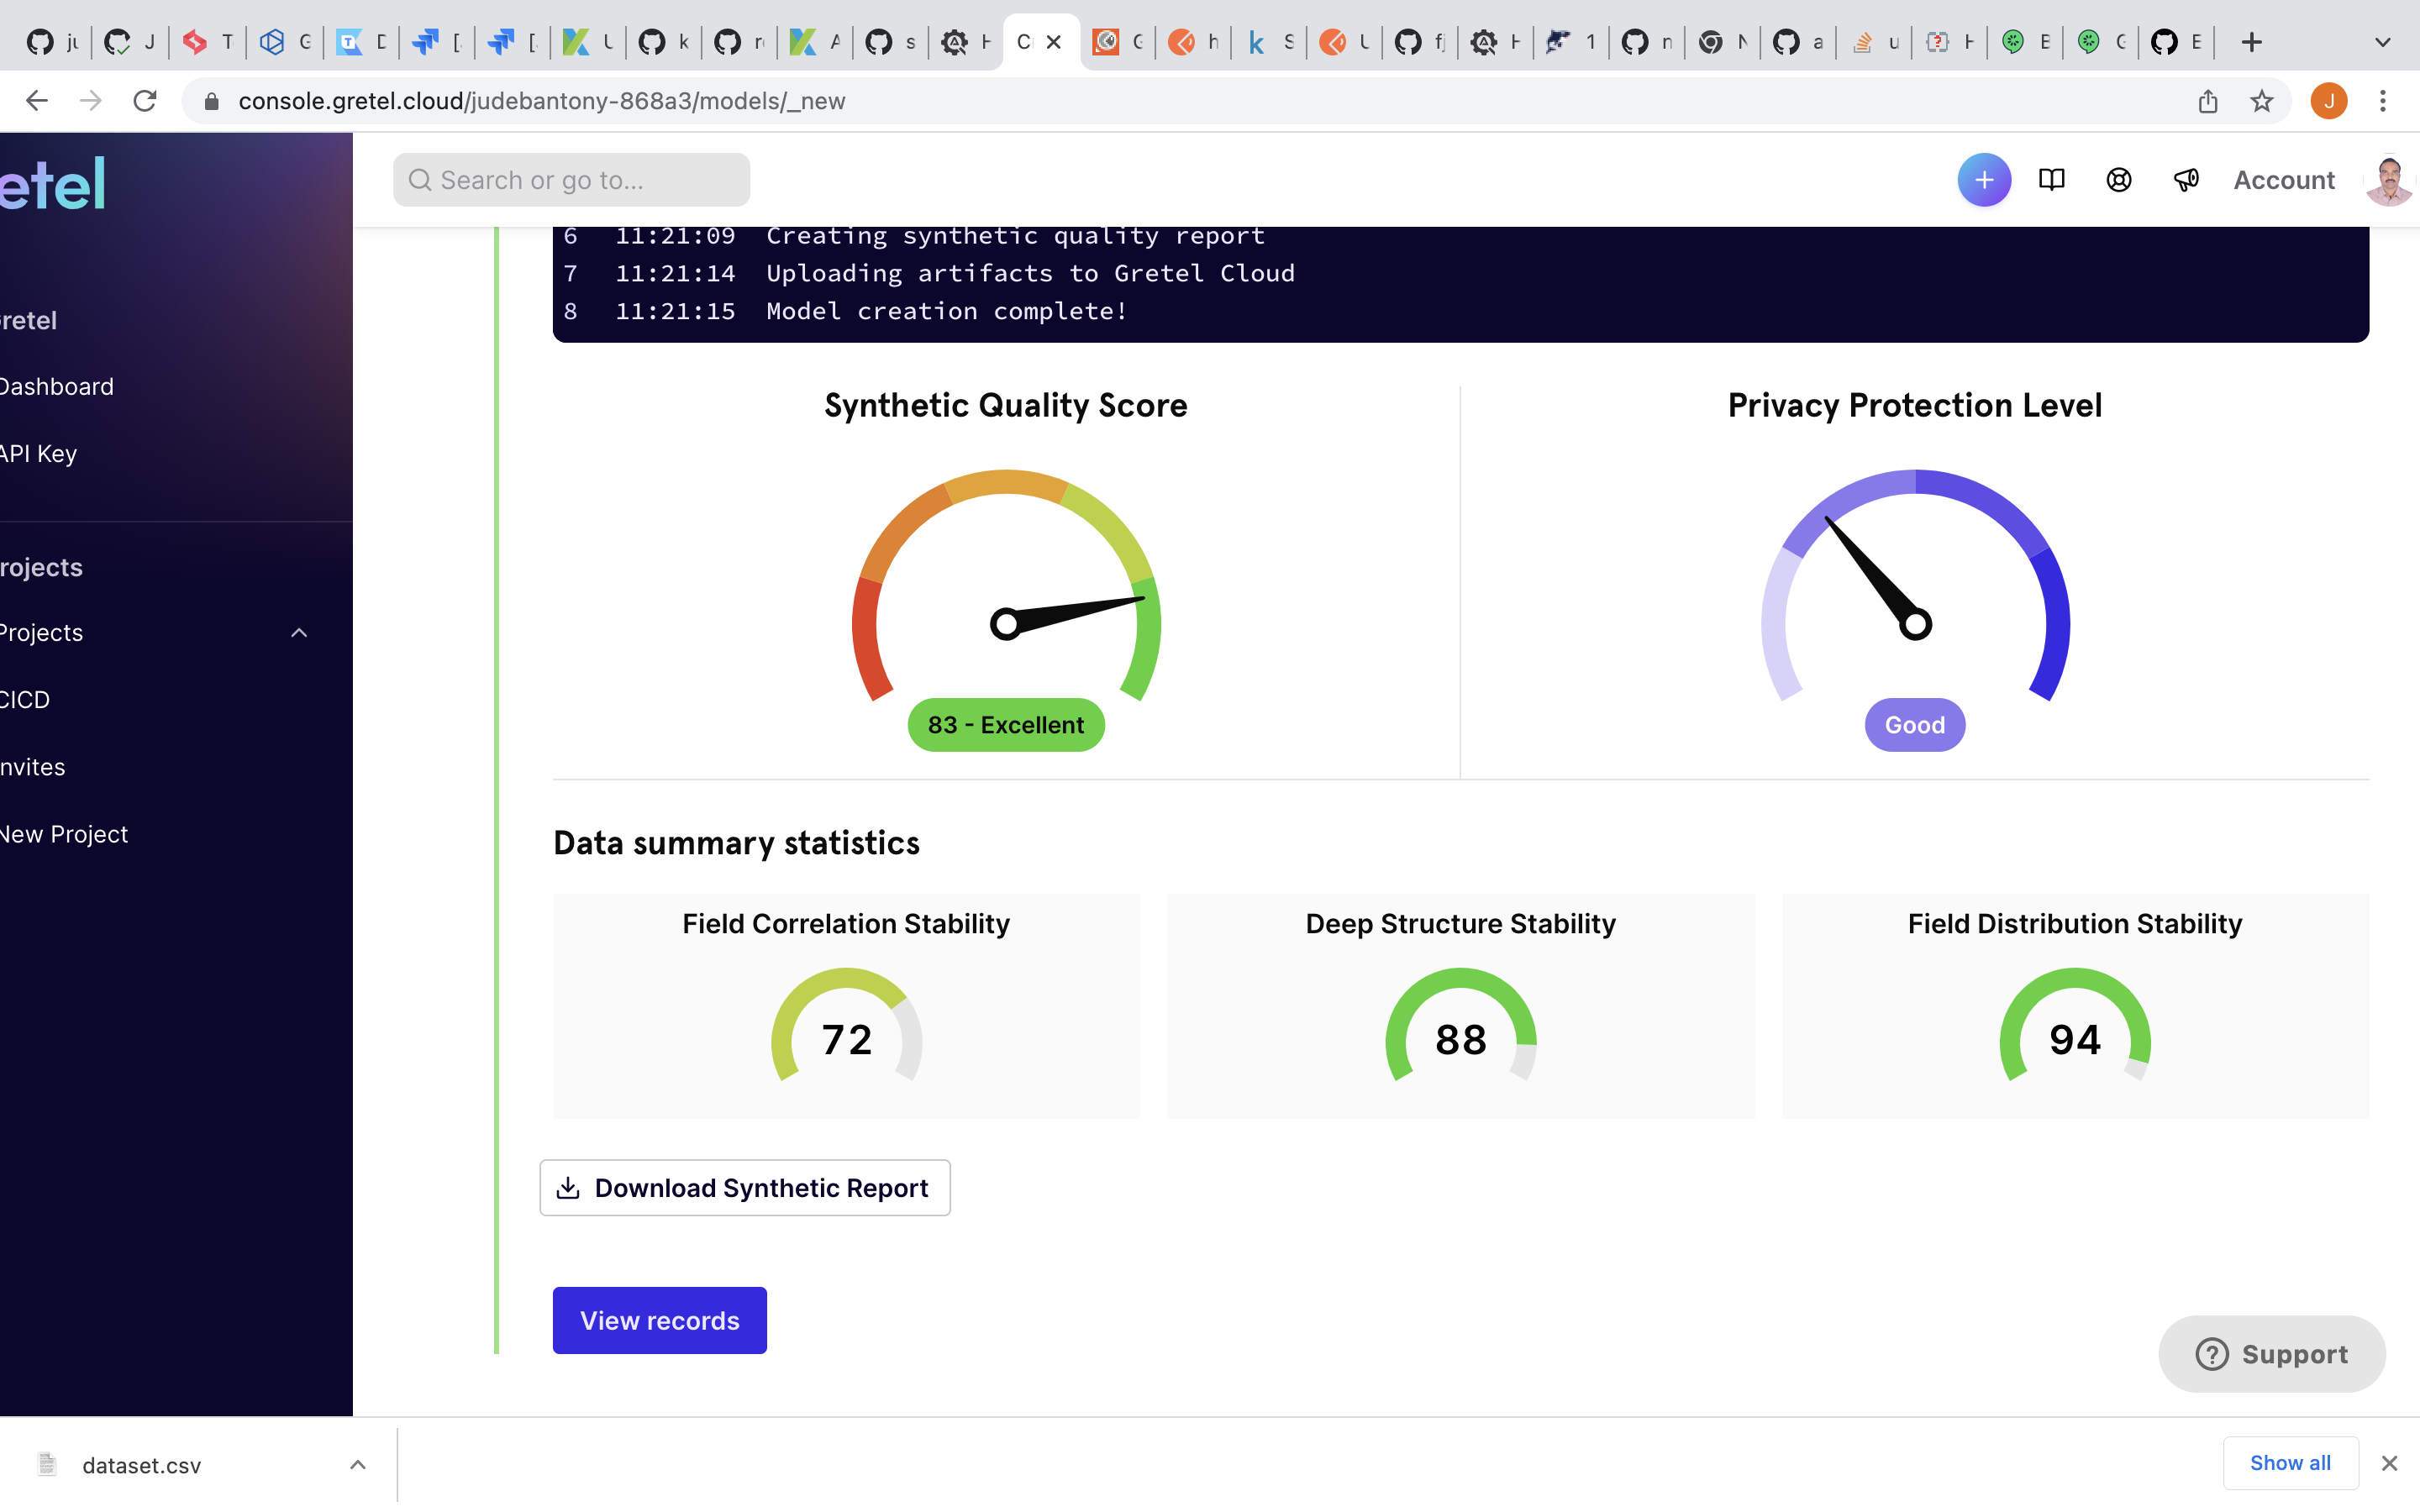 console.gretel.cloud/judebantony-868a3/models/_new
etel
Search or go to...
Account
retel
Dashboard
API Key
rojects
Projects
CICD
Invites
New Project
6 11:21:09 Creating synthetic quality report
7 11:21:14 Uploading artifacts to Gretel Cloud
8 11:21:15 Model creation complete!
Synthetic Quality Score
Privacy Protection Level
83 - Excellent
Good
Data summary statistics
Field Correlation Stability
Deep Structure Stability
Field Distribution Stability
72
88
94
Download Synthetic Report
View records
Support
dataset.csv
Show all